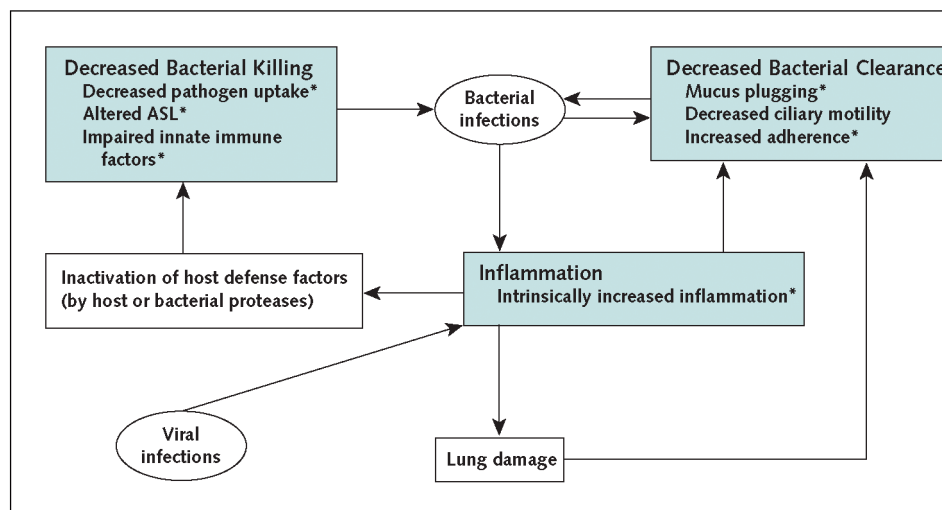 Decreased Bacterial Killing
Decreased pathogen uptake*
Altered ASL*
Impaired innate immune
factors*
Bacterial
infections
Decreased Bacterial Clearance
Mucus plugging*
Decreased ciliary motility
Increased adherence*
Inactivation of host defense factors
(by host or bacterial proteases)
Inflammation
Intrinsically increased inflammation*
Viral
infections
Lung damage